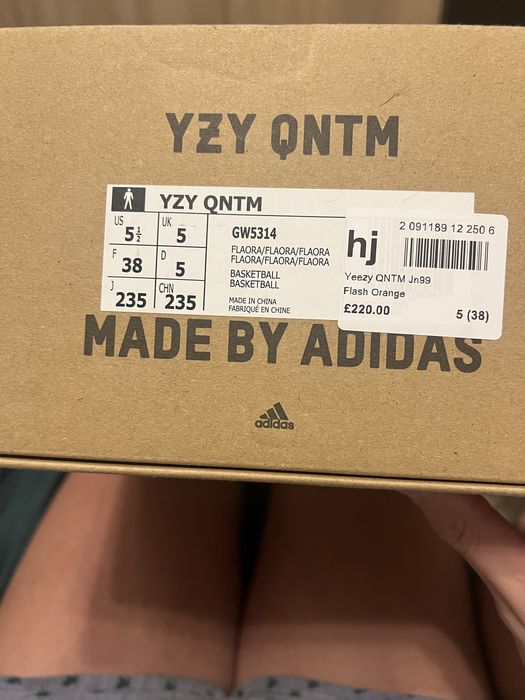 YZY QNTM
YZY QNTM
US 5½ UK 5
F 38 D 5
J 235 CHN 235
GW5314
FLAORA/FLAORA/FLAORA
FLAORA/FLAORA/FLAORA
BASKETBALL
BASKETBALL
MADE IN CHINA
FABRIQUÉ EN CHINE
hj
2 091189 12 250 6
Yeezy QNTM Jn99
Flash Orange
£220.00 5 (38)
MADE BY ADIDAS
adidas